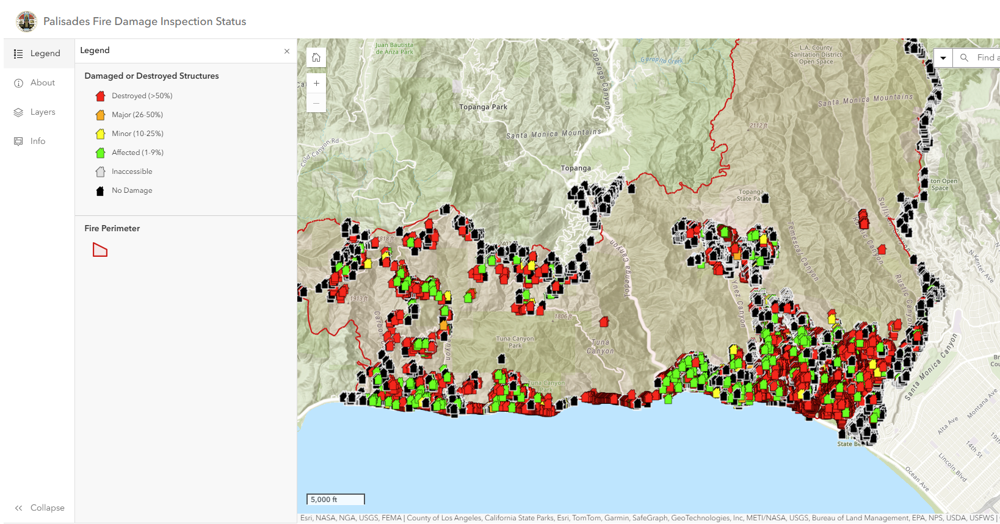 Palisades Fire Damage Inspection Status
Legend
About
Layers
Info
Collapse
Legend
Damaged or Destroyed Structures
Destroyed (>50%)
Major (26-50%)
Minor (10-25%)
Affected (1-9%)
Inaccessible
No Damage
Fire Perimeter
Juan Bautista
de Anza Park
Topanga Canyon
Garapito Creek
L.A. County
Sanitation District
Open Space
Find a
Topanga Park
Santa Monica Mountains
Santa Monica Mountains
2112 ft
Cold Canyon Rd
Topanga
Topanga
State Pa
ton Open
Space
Sullivan Canyon
7818 ft
2407
Topanga Canyon
Temescal Canyon
Rustic Canyon
N Kenter Ave
1913 ft
Rustic Canyon
Ynez Canyon
Carbon C
1806 ft
anyon
Tuna Canyon
Park
Tuna
Canyon
Tuna Canyon
Park
Santa Monica Canyon
Montana Ave
Alta Ave
19th
14th St
Lincoln Blvd
Ocean Ave
State Be
5,000 ft
Esri, NASA, NGA, USGS, FEMA | County of Los Angeles, California State Parks, Esri, TomTom, Garmin, SafeGraph, GeoTechnologies, Inc, METI/NASA, USGS, Bureau of Land Management, EPA, NPS, USDA, USFWS |